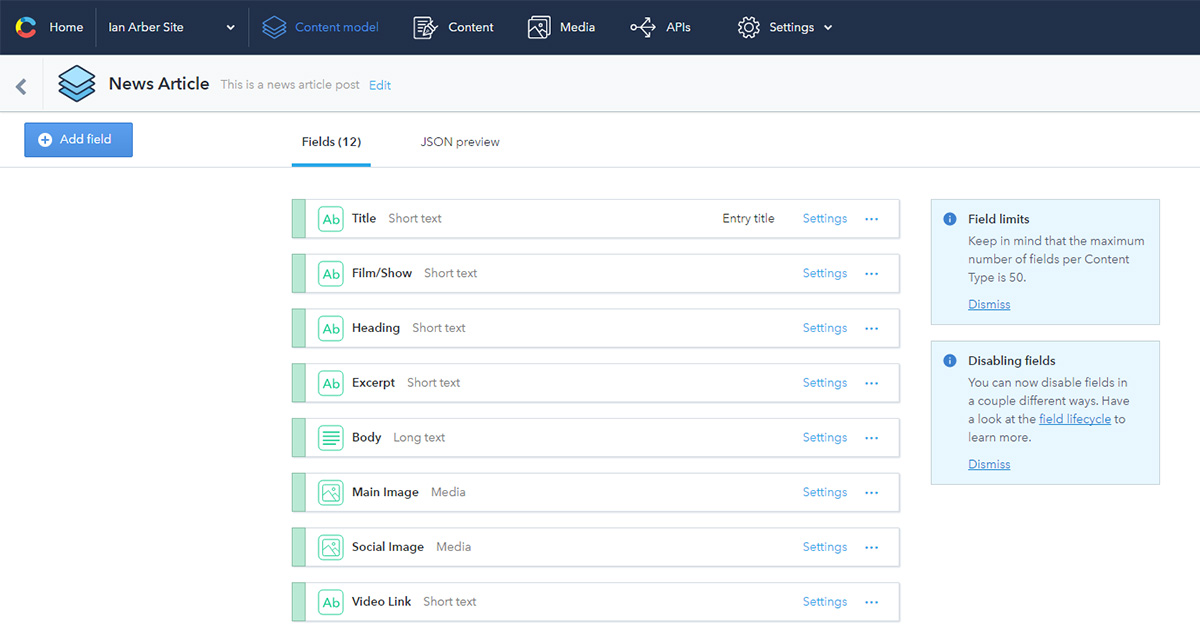 Home Ian Arber Site Content model Content Media APIs Settings
News Article This is a news article post Edit
Add field Fields (12) JSON preview
Ab Title Short text Entry title Settings
Ab Film/Show Short text Settings
Ab Heading Short text Settings
Ab Excerpt Short text Settings
Body Long text Settings
Main Image Media Settings
Social Image Media Settings
Ab Video Link Short text Settings
Field limits
Keep in mind that the maximum
number of fields per Content
Type is 50.
Dismiss
Disabling fields
You can now disable fields in
a couple different ways. Have
a look at the field lifecycle to
learn more.
Dismiss